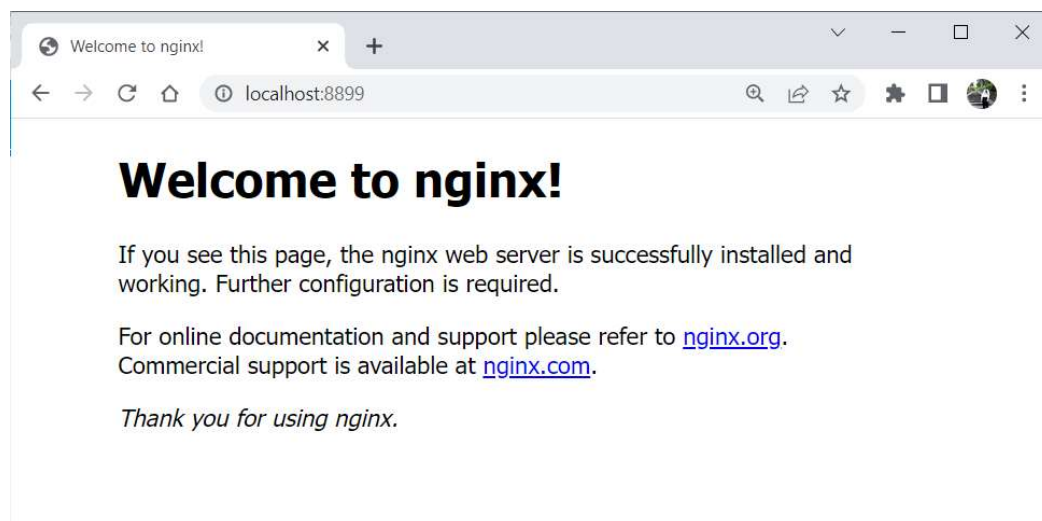 Welcome to nginx!
localhost:8899
Welcome to nginx!
If you see this page, the nginx web server is successfully installed and
working. Further configuration is required.
For online documentation and support please refer to nginx.org.
Commercial support is available at nginx.com.
Thank you for using nginx.